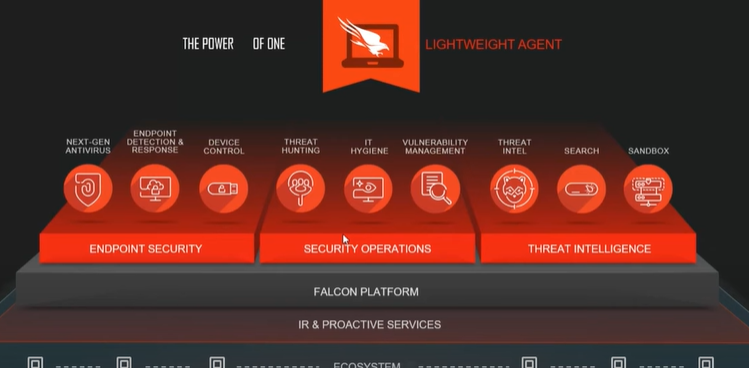 THE POWER OF ONE
LIGHTWEIGHT AGENT
NEXT-GEN
ANTIVIRUS
ENDPOINT
DETECTION &
RESPONSE
DEVICE
CONTROL
THREAT
HUNTING
IT
HYGIENE
VULNERABILITY
MANAGEMENT
THREAT
INTEL
SEARCH
SANDBOX
ENDPOINT SECURITY
SECURITY OPERATIONS
THREAT INTELLIGENCE
FALCON PLATFORM
IR & PROACTIVE SERVICES
ECOSYSTEM